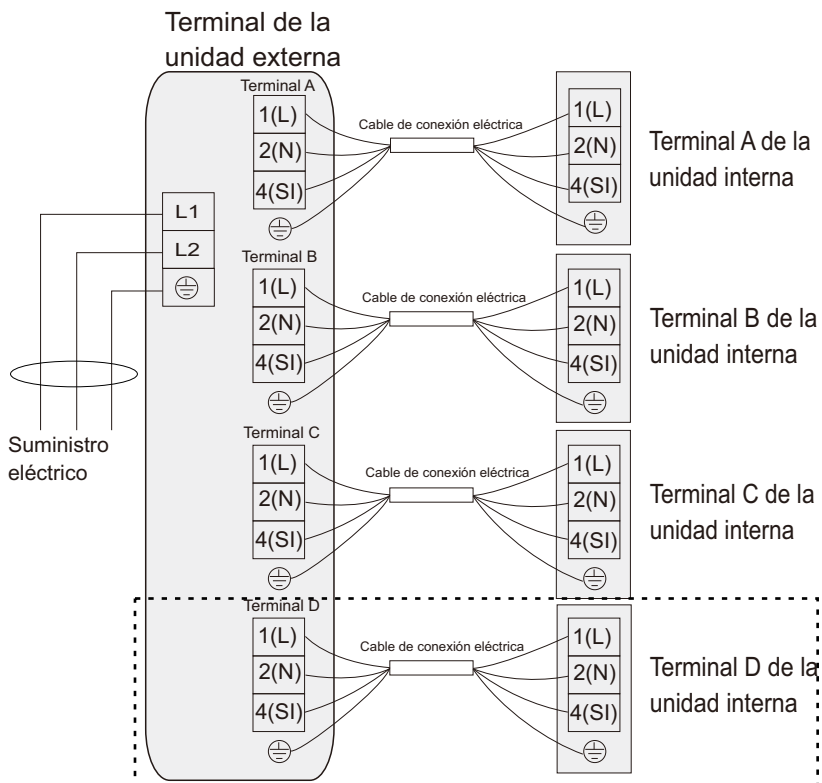 Terminal de la
unidad externa
Terminal A
1(L)
2(N)
4(SI)
Cable de conexión eléctrica
1(L)
2(N)
4(SI)
Terminal A de la
unidad interna
L1
L2
Terminal B
1(L)
2(N)
4(SI)
Cable de conexión eléctrica
1(L)
2(N)
4(SI)
Terminal B de la
unidad interna
Suministro
eléctrico
Terminal C
1(L)
2(N)
4(SI)
Cable de conexión eléctrica
1(L)
2(N)
4(SI)
Terminal C de la
unidad interna
Terminal D
1(L)
2(N)
4(SI)
Cable de conexión eléctrica
1(L)
2(N)
4(SI)
Terminal D de la
unidad interna